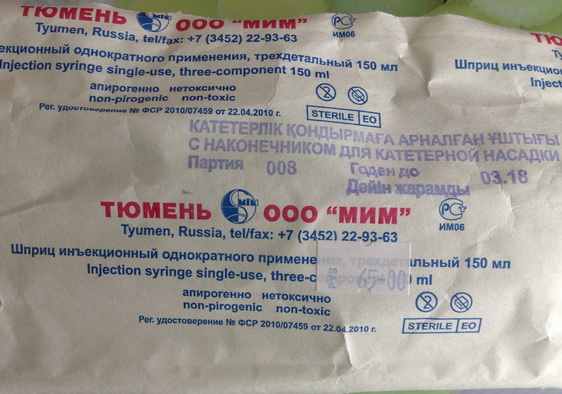 ТЮМЕНЬ ООО "МИМ"
Tyumen, Russia, tel/fax: +7 (3452) 22-93-63
ИМ06
екционный однократного применения, трехдетальный 150 мл
Injection syringe single-use, three-component 150 ml
апирогенно нетоксично
non-pirogenic non-toxic
Рег. удостоверение № ФСР 2010/07459 от 22.04.2010 г.
STERILE EO
Шприц инъекцион
Inject
КАТЕТЕРЛІК ҚОНДЫРМАҒА АРНАЛҒАН ҰШТЫҒЫ
С НАКОНЕЧНИКОМ ДЛЯ КАТЕТЕРНОЙ НАСАДКИ
Партия 008 Годен до 03.18
Дейін жарамды
ТЮМЕНЬ МІМ ООО "МИМ"
Tyumen, Russia, tel/fax: +7 (3452) 22-93-63
ИМ06
Шприц инъекционный однократного применения, трехдетальный 150 мл
Injection syringe single-use, three-comp ml
65-00
апирогенно нетоксично
non-pirogenic non-toxic
Рег. удостоверение № ФСР 2010/07459 от 22.04.2010 г.
STERILE EO